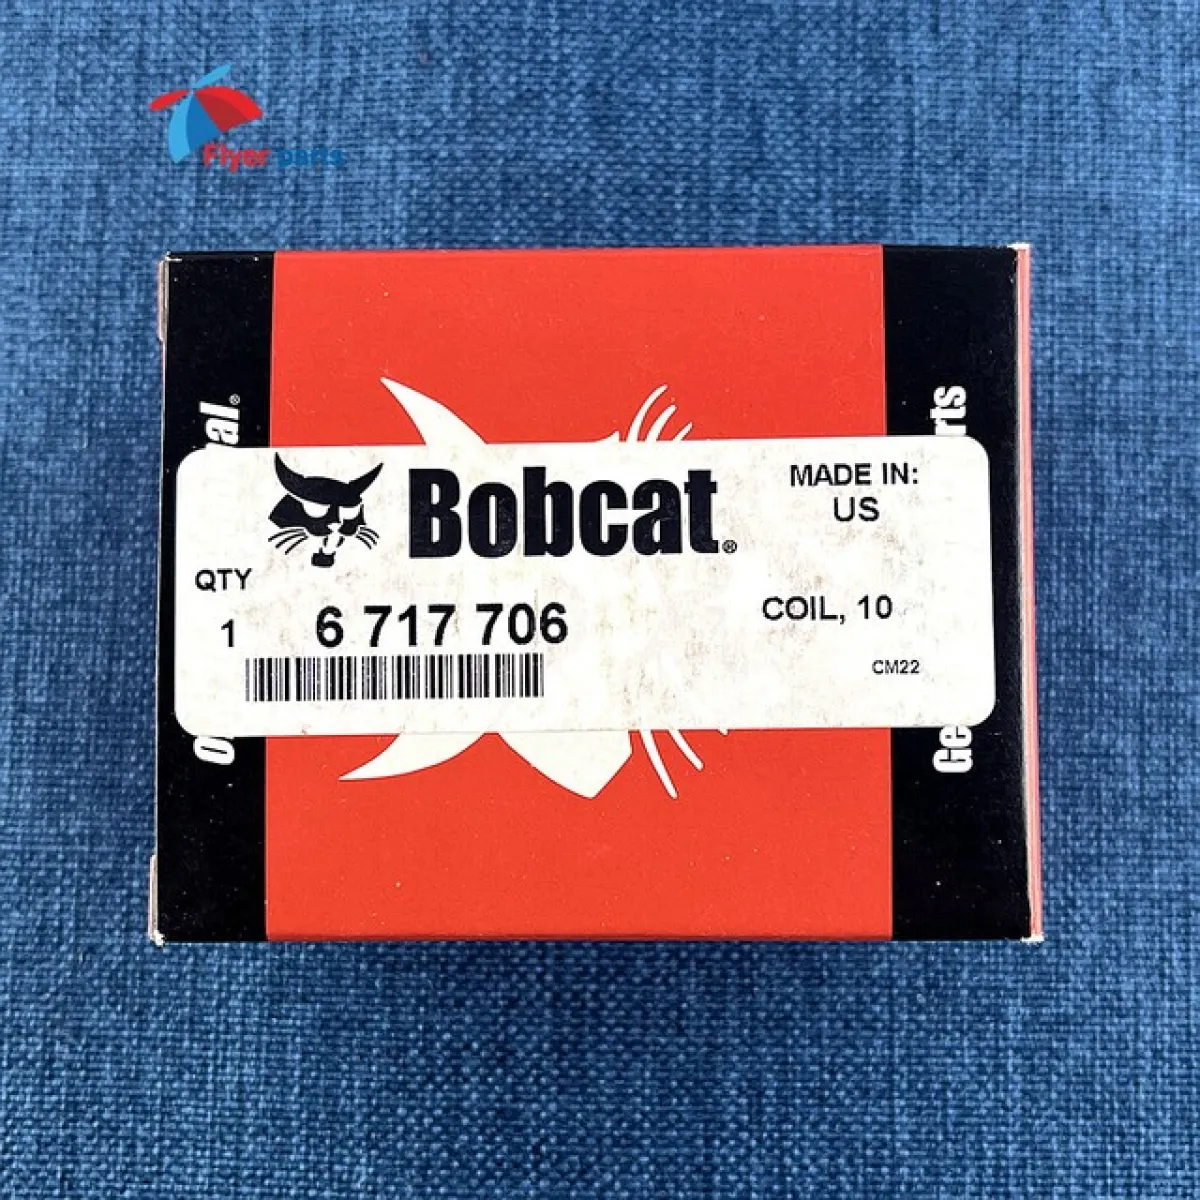 Flyer parts
Bobcat®
MADE IN:
US
QTY
1
6 717 706
COIL, 10
CM22